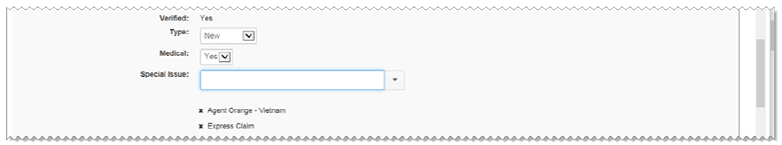 Verified: Yes
Type: New
Medical: Yes
Special Issue:
× Agent Orange - Vietnam
× Express Claim